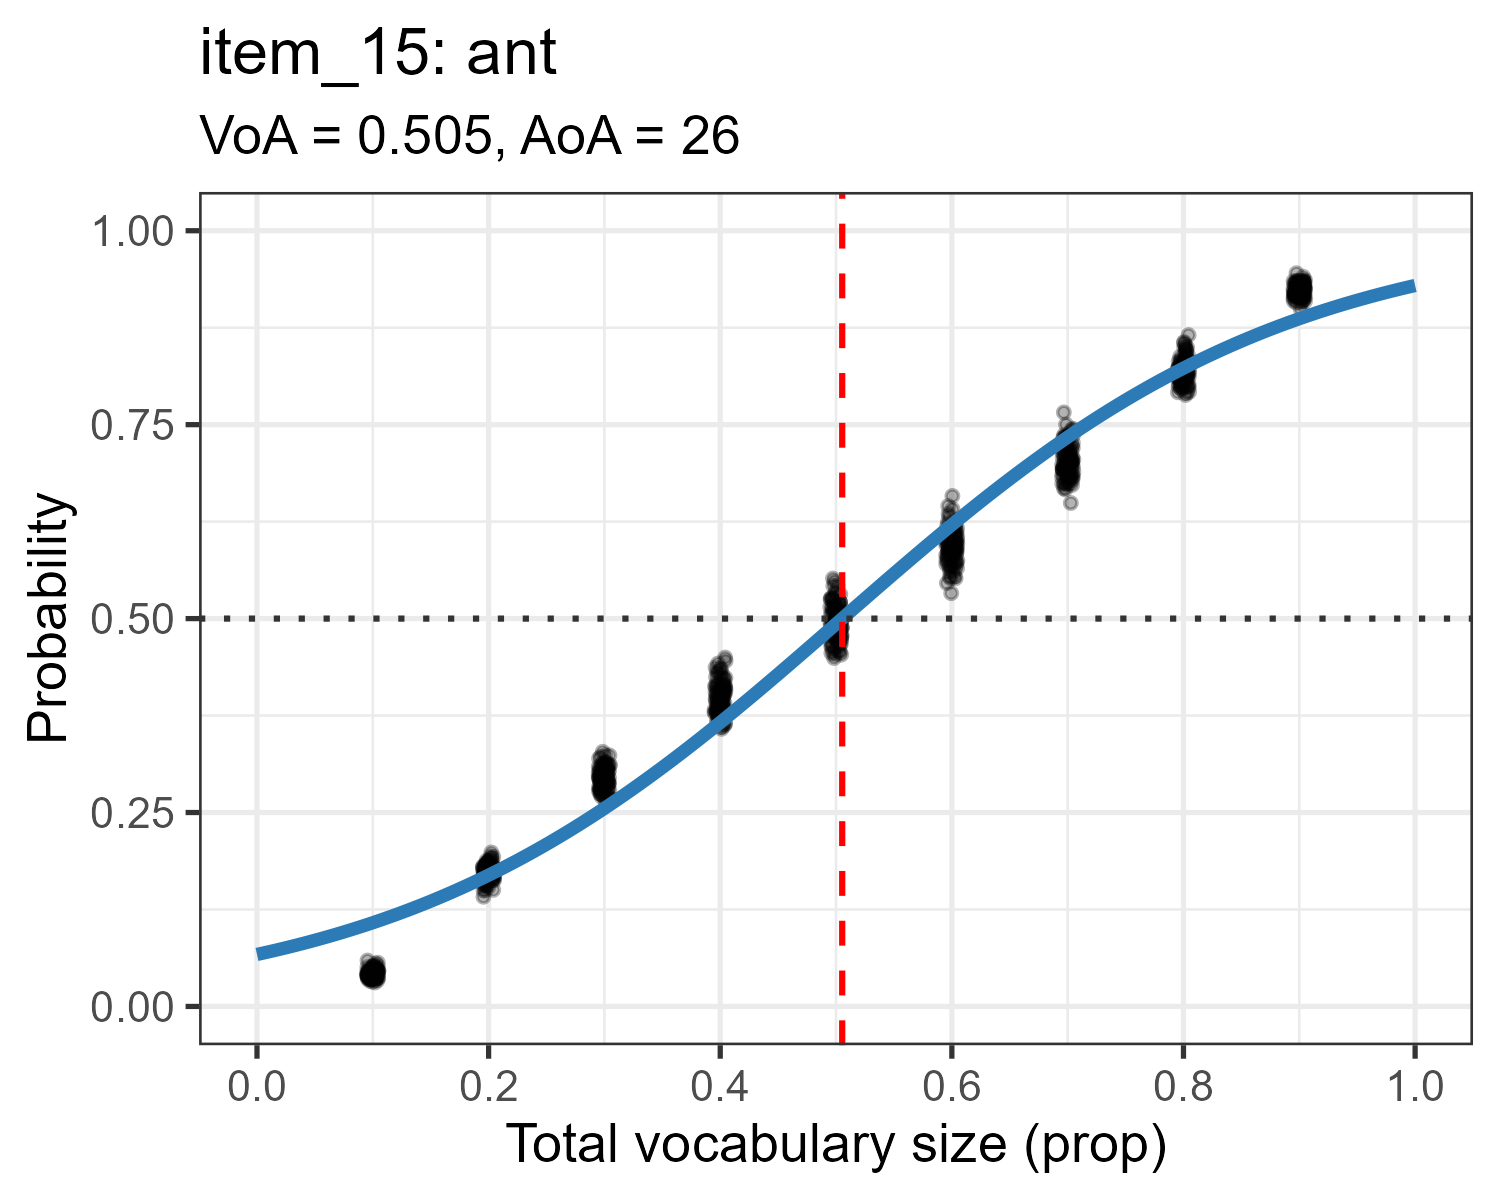 item_15: ant
VoA = 0.505, AoA = 26
Probability
1.00
0.75
0.50
0.25
0.00
0.0 0.2 0.4 0.6 0.8 1.0
Total vocabulary size (prop)